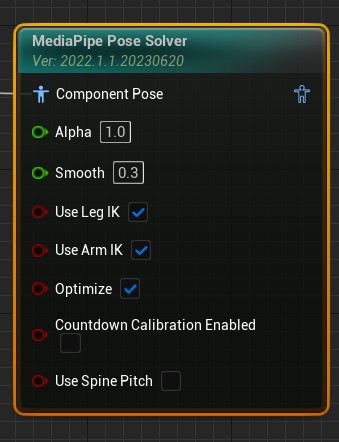 MediaPipe Pose Solver
Ver: 2022.1.1.20230620
Component Pose
Alpha 1.0
Smooth 0.3
Use Leg IK
Use Arm IK
Optimize
Countdown Calibration Enabled
Use Spine Pitch